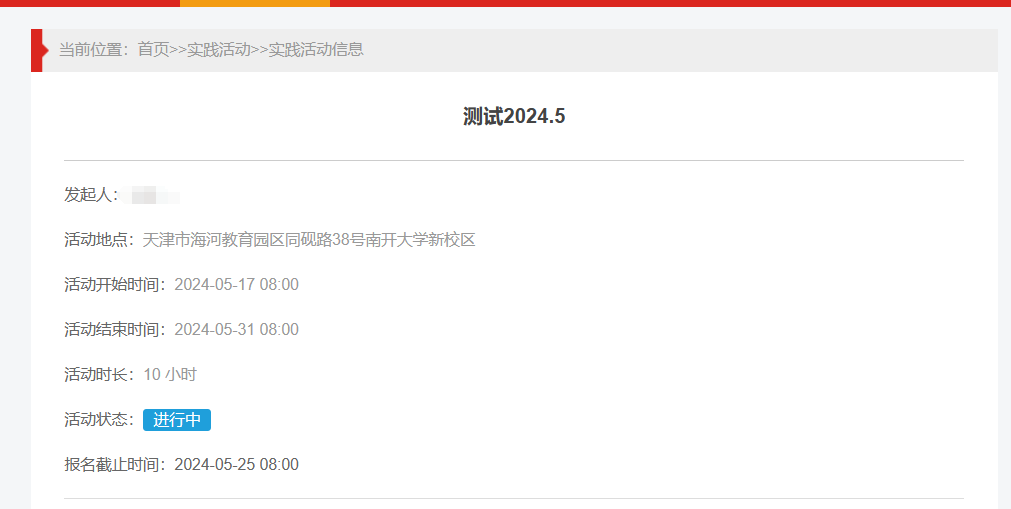 当前位置：首页>>实践活动>>实践活动信息
测试2024.5
发起人：
活动地点：天津市海河教育园区同砚路38号南开大学新校区
活动开始时间：2024-05-17 08:00
活动结束时间：2024-05-31 08:00
活动时长：10 小时
活动状态：进行中
报名截止时间：2024-05-25 08:00